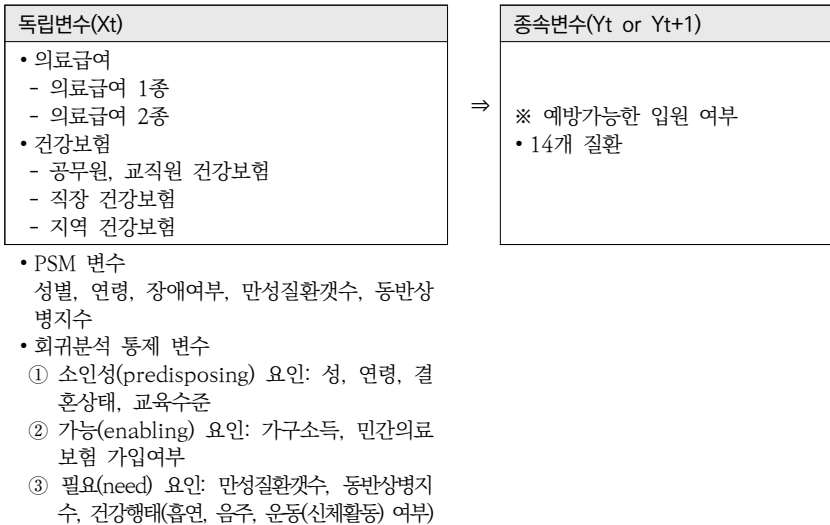 독립변수(Xt)
• 의료급여
- 의료급여 1종
- 의료급여 2종
• 건강보험
- 공무원, 교직원 건강보험
- 직장 건강보험
- 지역 건강보험
⇒
종속변수(Yt or Yt+1)
※ 예방가능한 입원 여부
• 14개 질환
• PSM 변수
성별, 연령, 장애여부, 만성질환갯수, 동반상
병지수
• 회귀분석 통제 변수
① 소인성(predisposing) 요인: 성, 연령, 결
혼상태, 교육수준
② 가능(enabling) 요인: 가구소득, 민간의료
보험 가입여부
③ 필요(need) 요인: 만성질환갯수, 동반상병지
수, 건강행태(흡연, 음주, 운동(신체활동) 여부)